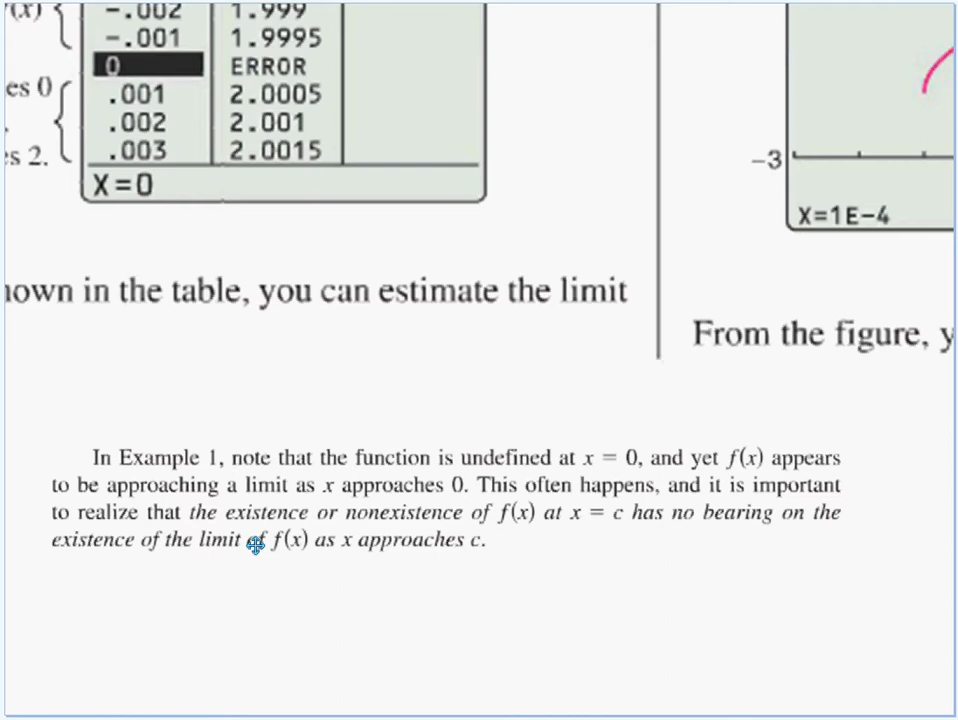 -.002 1.999
-.001 1.9995
0 ERROR
es 0
.001 2.0005
.002 2.001
s 2.
.003 2.0015
X=0
-3
X=1E-4
own in the table, you can estimate the limit
From the figure, y
In Example 1, note that the function is undefined at x = 0, and yet f(x) appears
to be approaching a limit as x approaches 0. This often happens, and it is important
to realize that the existence or nonexistence of f(x) at x = c has no bearing on the
existence of the limit of f(x) as x approaches c.